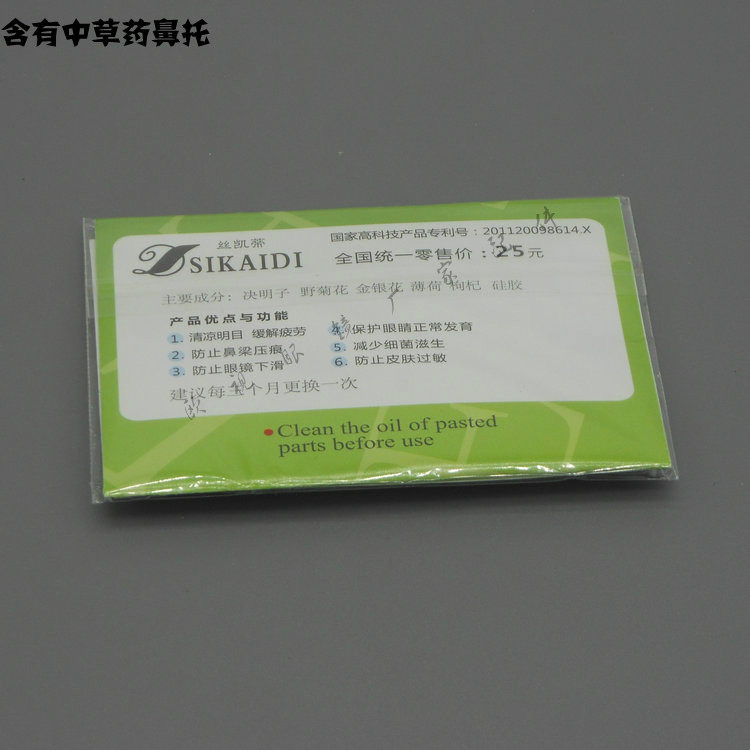 含有中草药鼻托
丝凯蒂
SIKAIDI
国家高科技产品专利号：201120098614.X
全国统一零售价：25元
主要成分：决明子 野菊花 金银花 薄荷 枸杞 硅胶
产品优点与功能
1. 清凉明目 缓解疲劳
2. 防止鼻梁压痕
3. 防止眼镜下滑
4. 保护眼睛正常发育
5. 减少细菌滋生
6. 防止皮肤过敏
建议每三个月更换一次
Clean the oil of pasted
parts before use